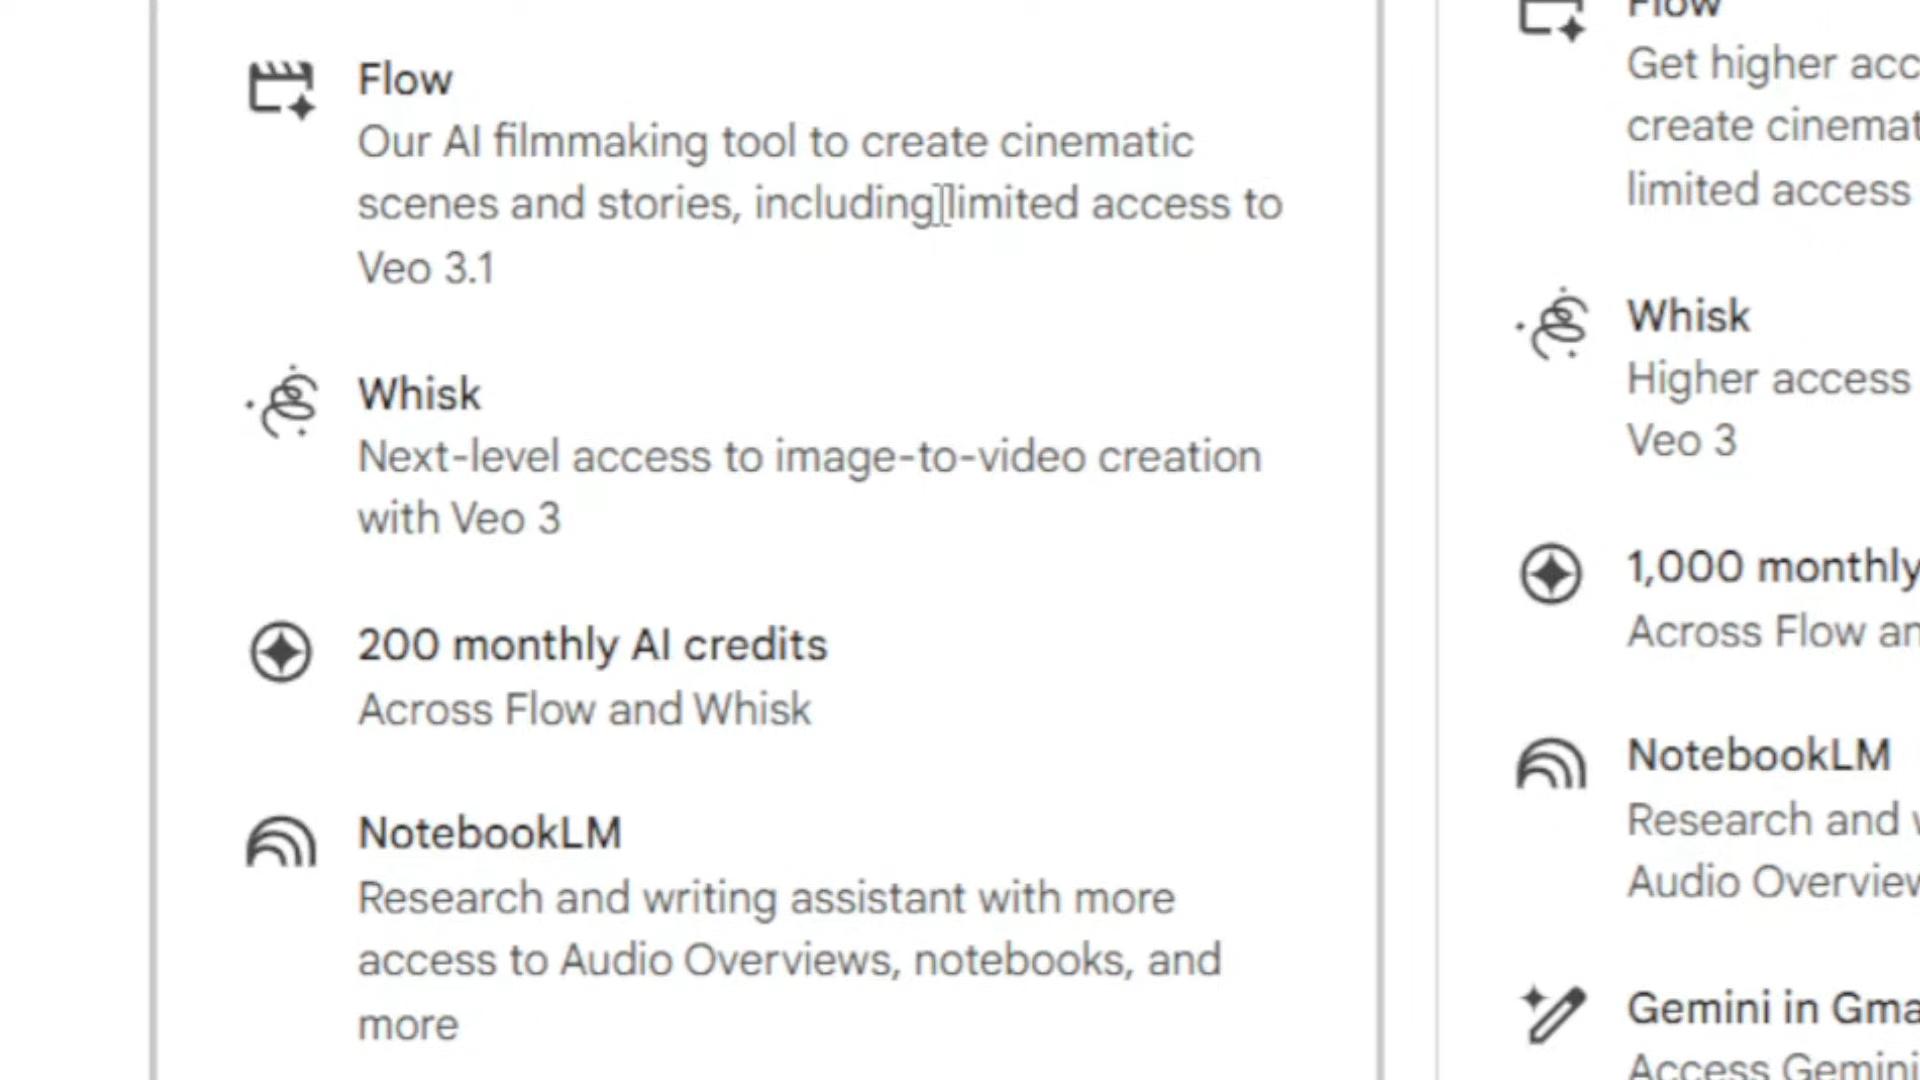 Flow
Our AI filmmaking tool to create cinematic
scenes and stories, including limited access to
Veo 3.1
Whisk
Next-level access to image-to-video creation
with Veo 3
200 monthly AI credits
Across Flow and Whisk
NotebookLM
Research and writing assistant with more
access to Audio Overviews, notebooks, and
more
Flow
Get higher acc
create cinemat
limited access
Whisk
Higher access
Veo 3
1,000 monthly
Across Flow an
NotebookLM
Research and w
Audio Overview
Gemini in Gma
Access Gemini